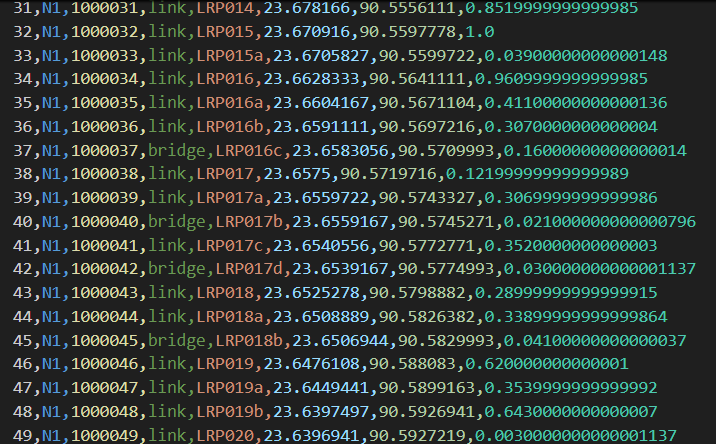 31,N1,1000031,link,LRP014,23.678166,90.5556111,0.8519999999999985
32,N1,1000032,link,LRP015,23.670916,90.5597778,1.0
33,N1,1000033,link,LRP015a,23.6705827,90.5599722,0.03900000000000148
34,N1,1000034,link,LRP016,23.6628333,90.5641111,0.9609999999999985
35,N1,1000035,link,LRP016a,23.6604167,90.5671104,0.41100000000000136
36,N1,1000036,link,LRP016b,23.6591111,90.5697216,0.3070000000000004
37,N1,1000037,bridge,LRP016c,23.6583056,90.5709993,0.16000000000000014
38,N1,1000038,link,LRP017,23.6575,90.5719716,0.12199999999999989
39,N1,1000039,link,LRP017a,23.6559722,90.5743327,0.3069999999999986
40,N1,1000040,bridge,LRP017b,23.6559167,90.5745271,0.021000000000000796
41,N1,1000041,link,LRP017c,23.6540556,90.5772771,0.3520000000000003
42,N1,1000042,bridge,LRP017d,23.6539167,90.5774993,0.030000000000001137
43,N1,1000043,link,LRP018,23.6525278,90.5798882,0.28999999999999915
44,N1,1000044,link,LRP018a,23.6508889,90.5826382,0.33899999999999864
45,N1,1000045,bridge,LRP018b,23.6506944,90.5829993,0.04100000000000037
46,N1,1000046,link,LRP019,23.6476108,90.588083,0.620000000000001
47,N1,1000047,link,LRP019a,23.6449441,90.5899163,0.3539999999999992
48,N1,1000048,link,LRP019b,23.6397497,90.5926941,0.6430000000000007
49,N1,1000049,link,LRP020,23.6396941,90.5927219,0.0030000000000001137